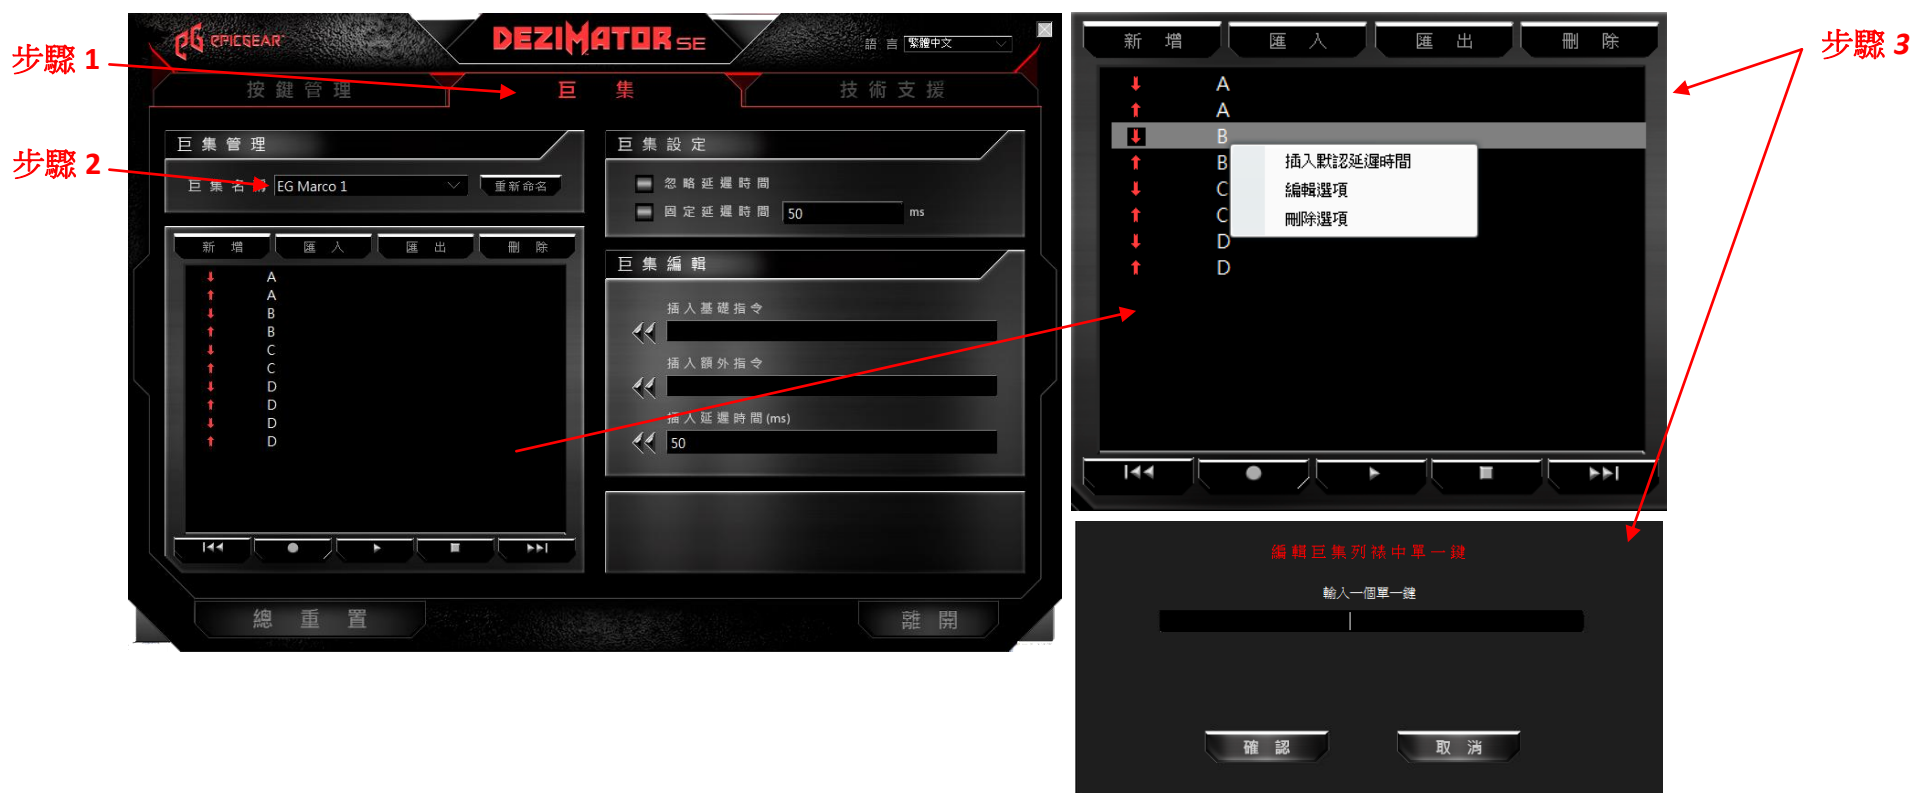 步驟 1
步驟 2
步驟 3
EPICGEAR
DEZIMATOR SE
語 言 繁體中文
按 鍵 管 理
巨 集
技 術 支 援
巨 集 管 理
巨 集 名 EG Marco 1 重 新 命 名
新 增 匯 入 匯 出 刪 除
A
A
B
B
C
C
D
D
D
D
巨 集 設 定
忽 略 延 遲 時 間
固 定 延 遲 時 間 50 ms
巨 集 編 輯
插 入 基 礎 指 令
插 入 額 外 指 令
插 入 延 遲 時 間 (ms)
50
總 重 置
離 開
新 增 匯 入 匯 出 刪 除
A
A
B
B
C
C
D
D
插入默認延遲時間
編輯選項
刪除選項
編 輯 巨 集 列 裱 中 單 一 鍵
輸入一個單一鍵
確 認 取 消